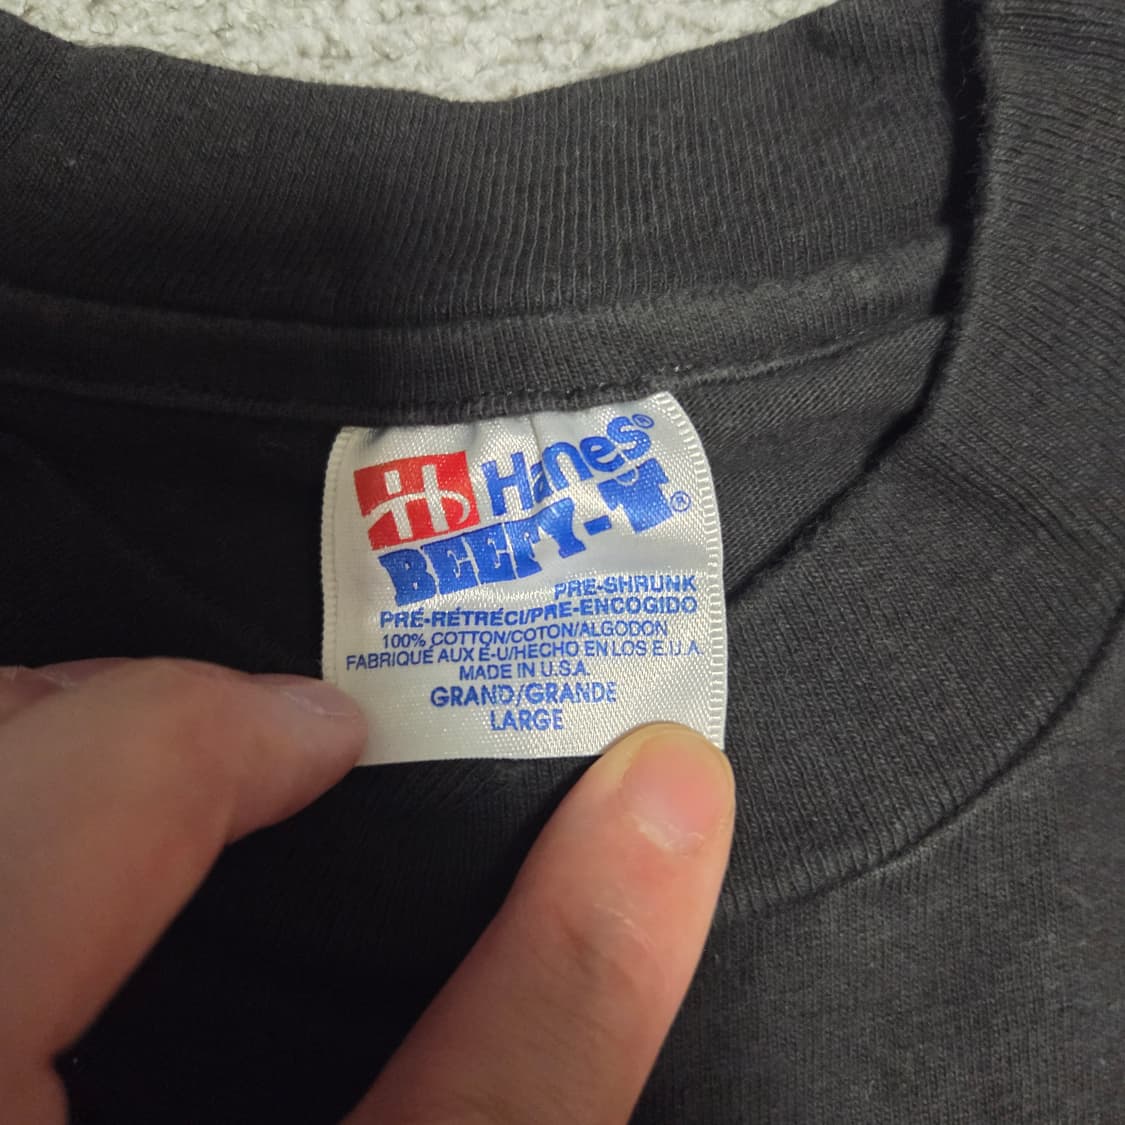 H Hanes®
BEEFY-T®
PRE-SHRUNK
PRÉ-RÉTRÉCI/PRE-ENCOGIDO
100% COTTON/COTON/ALGODON
FABRIQUÉ AUX É-U/HECHO EN LOS E.U.A.
MADE IN U.S.A.
GRAND/GRANDE
LARGE